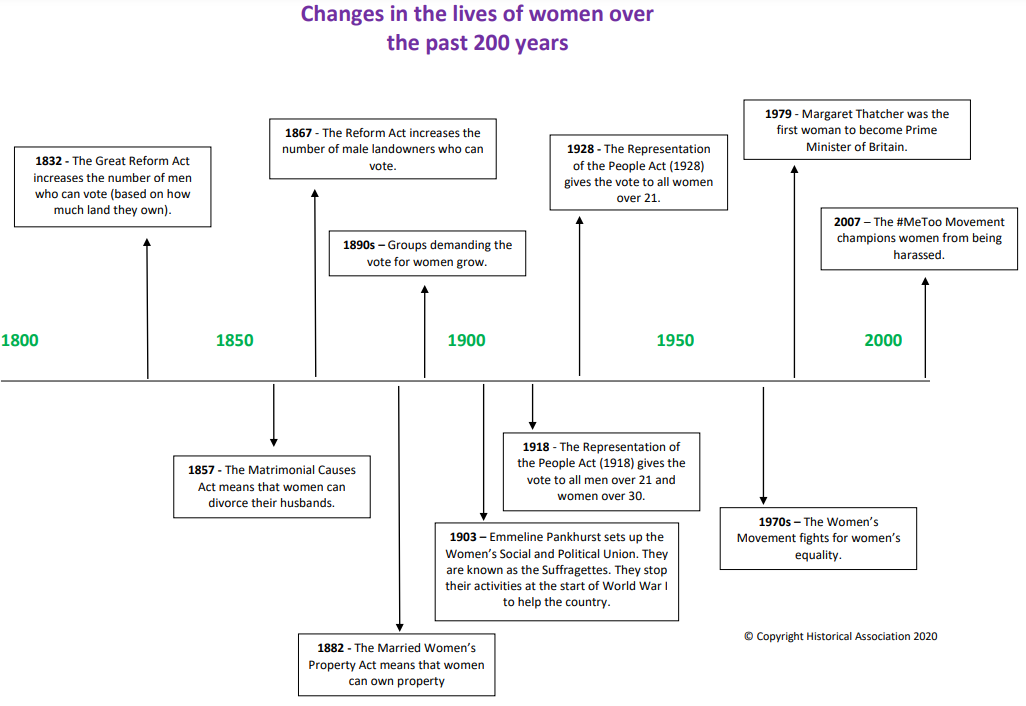 Changes in the lives of women over
the past 200 years
1832 - The Great Reform Act
increases the number of men
who can vote (based on how
much land they own).
1867 - The Reform Act increases the
number of male landowners who can
vote.
1890s – Groups demanding the
vote for women grow.
1928 - The Representation
of the People Act (1928)
gives the vote to all women
over 21.
1979 - Margaret Thatcher was the
first woman to become Prime
Minister of Britain.
2007 – The #MeToo Movement
champions women from being
harassed.
1800
1850
1900
1950
2000
1857 - The Matrimonial Causes
Act means that women can
divorce their husbands.
1882 - The Married Women's
Property Act means that women
can own property
1903 – Emmeline Pankhurst sets up the
Women's Social and Political Union. They
are known as the Suffragettes. They stop
their activities at the start of World War I
to help the country.
1918 - The Representation of
the People Act (1918) gives the
vote to all men over 21 and
women over 30.
1970s – The Women's
Movement fights for women's
equality.
© Copyright Historical Association 2020